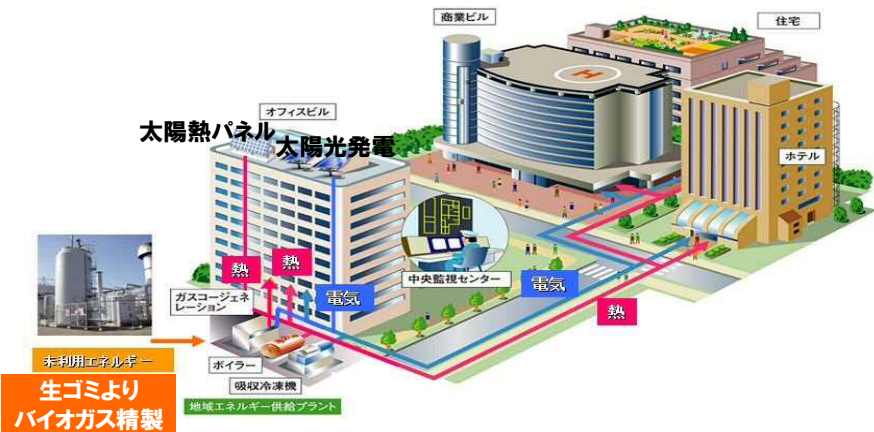 商業ビル
住宅
オフィスビル
太陽熱パネル
太陽光発電
ホテル
H
熱
熱
電気
中央監視センター
電気
熱
ガスコージェネ
レーション
未利用エネルギー
ボイラー
吸収冷凍機
地域エネルギー供給プラント
生ゴミより
バイオガス精製